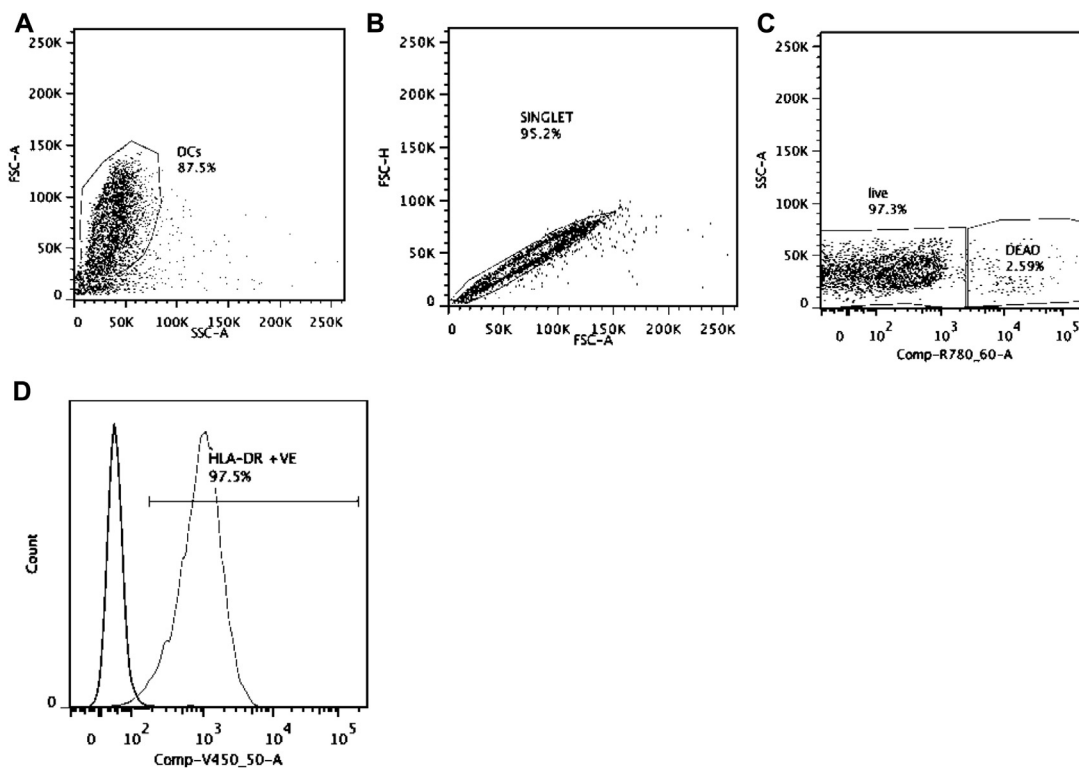 A
250K
200K
150K
100K
50K
0
FSC-A
DCs
87.5%
0 50K 100K 150K 200K 250K
SSC-A
B
250K
200K
150K
100K
50K
0
FSC-H
SINGLET
95.2%
0 50K 100K 150K 200K 250K
FSC-A
C
250K
200K
150K
100K
50K
0
SSC-A
live
97.3%
DEAD
2.59%
0 10^2 10^3 10^4 10^5
Comp-R780_60-A
D
Count
0
HLA-DR +VE
97.5%
0 10^2 10^3 10^4 10^5
Comp-V450_50-A